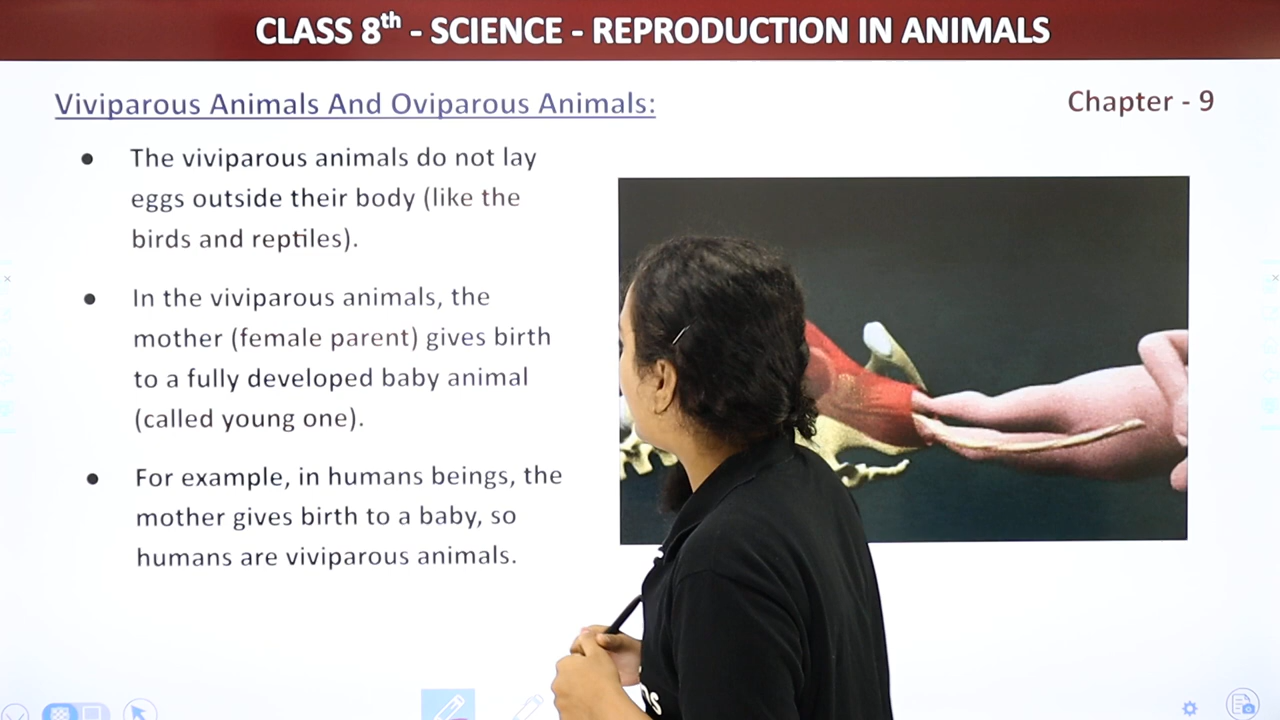 CLASS 8th - SCIENCE - REPRODUCTION IN ANIMALS
Viviparous Animals And Oviparous Animals:
Chapter - 9
● The viviparous animals do not lay
eggs outside their body (like the
birds and reptiles).
● In the viviparous animals, the
mother (female parent) gives birth
to a fully developed baby animal
(called young one).
● For example, in humans beings, the
mother gives birth to a baby, so
humans are viviparous animals.